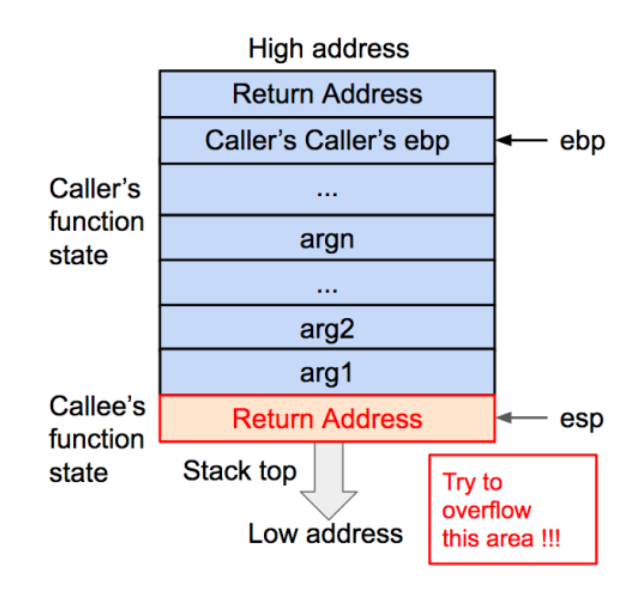 High address
Return Address
Caller's Caller's ebp
ebp
...
Caller's
function
state
argn
...
arg2
arg1
Callee's
function
state
Return Address
esp
Stack top
Low address
Try to
overflow
this area !!!